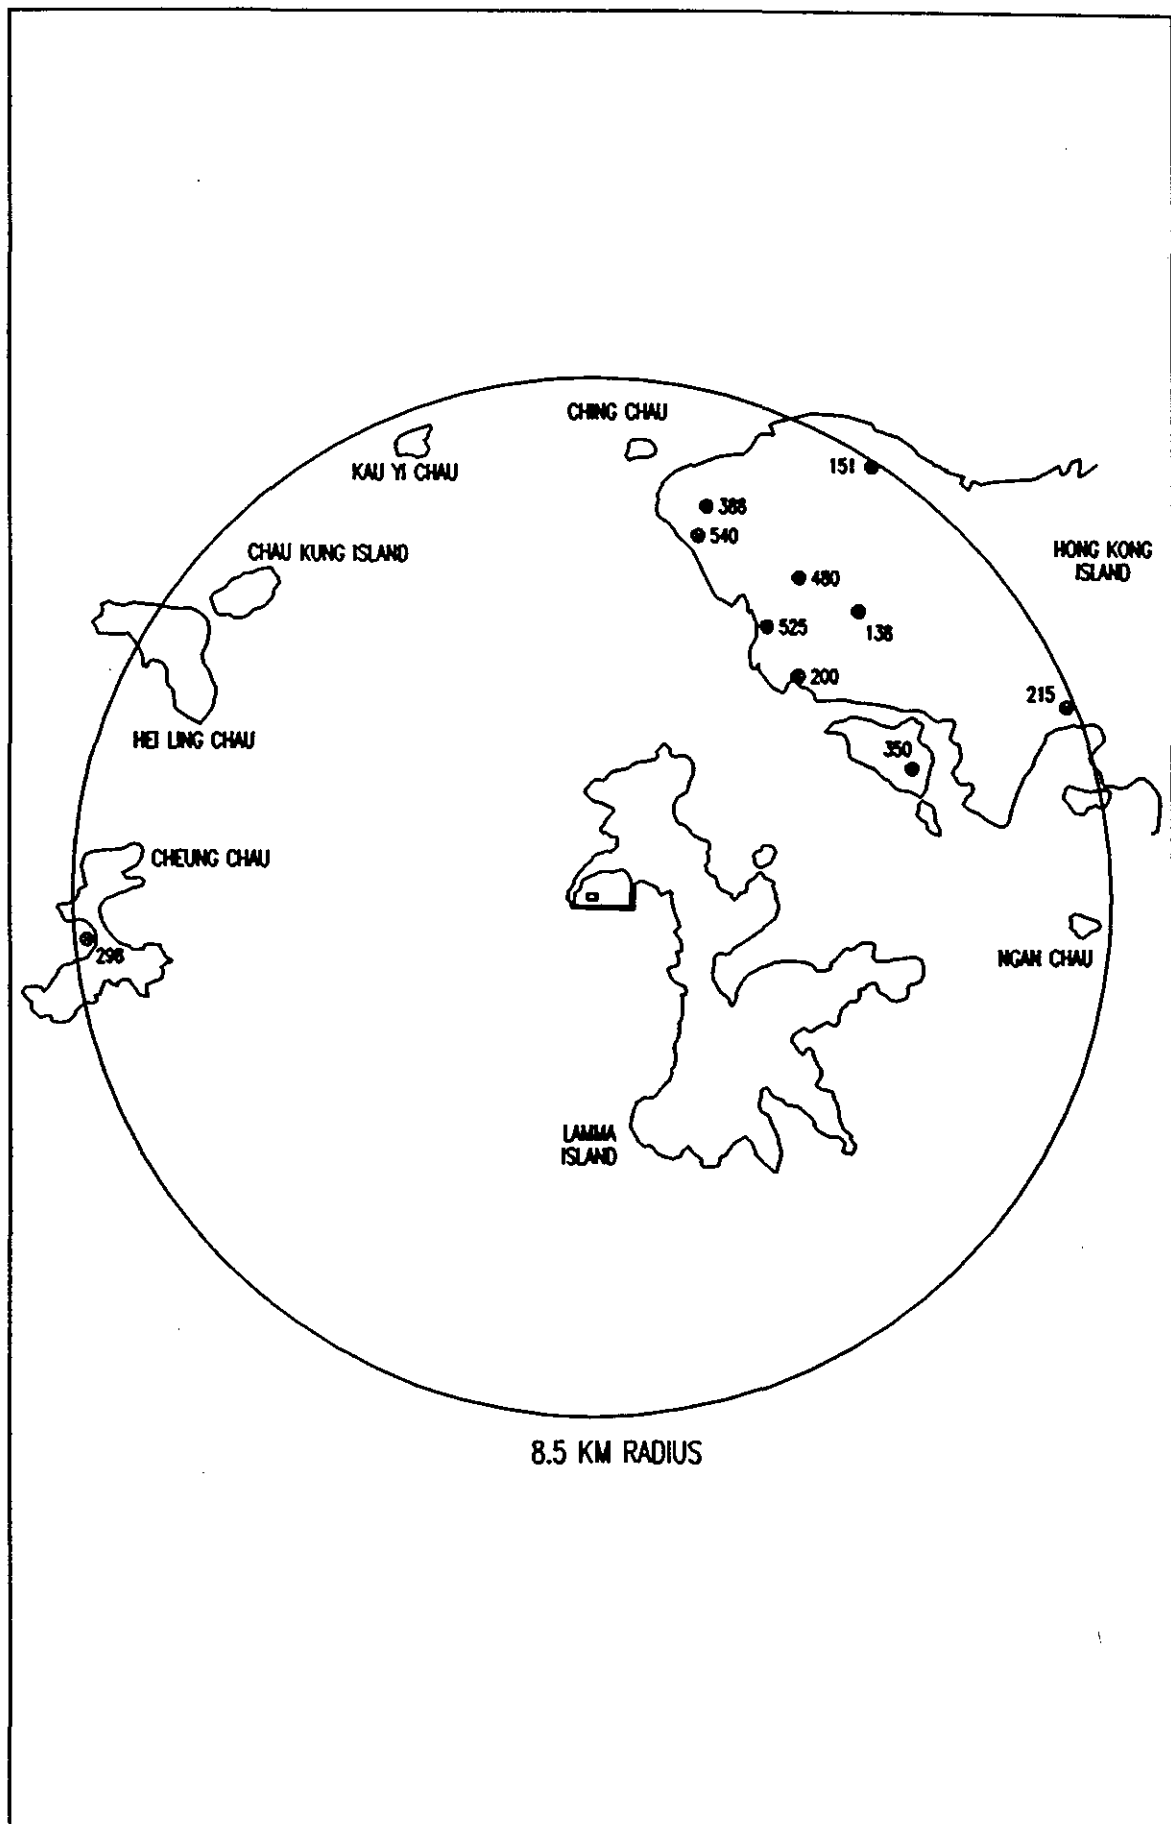 CHING CHAU
KAU YI CHAU
151
388
540
CHAU KUNG ISLAND
HONG KONG
ISLAND
480
525
138
200
215
HEI LING CHAU
350
CHEUNG CHAU
298
NGAN CHAU
LAMMA
ISLAND
8.5 KM RADIUS